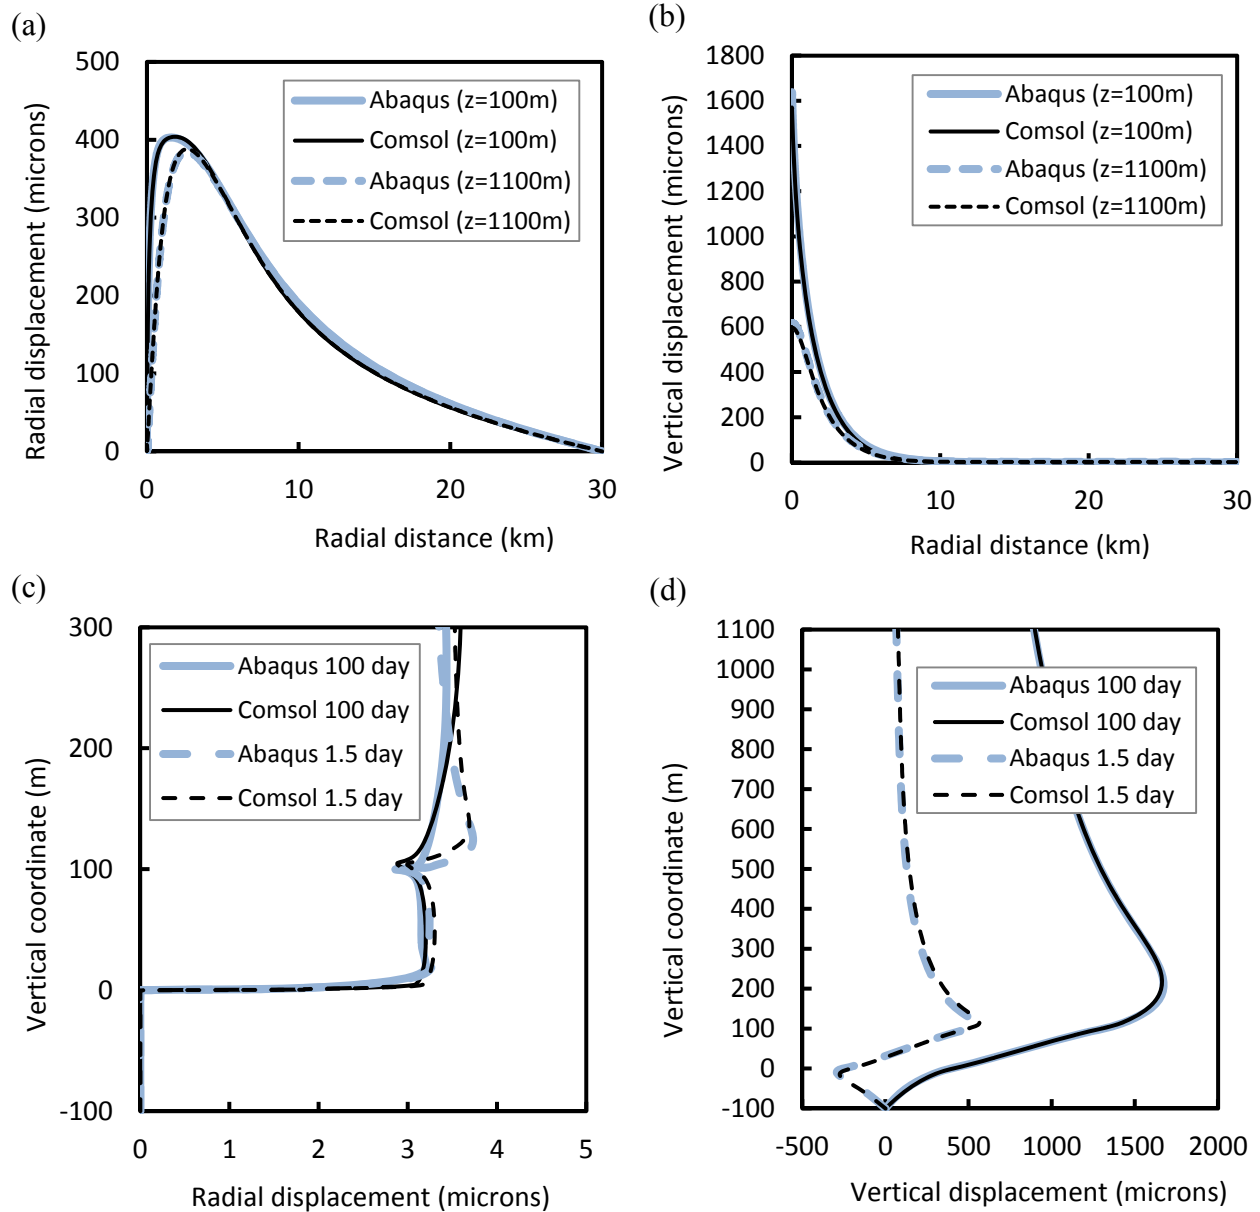 (a)
500
400
300
200
100
0
Radial displacement (microns)
Abaqus (z=100m)
Comsol (z=100m)
Abaqus (z=1100m)
Comsol (z=1100m)
0 10 20 30
Radial distance (km)
(b)
1800
1600
1400
1200
1000
800
600
400
200
0
Vertical displacement (microns)
Abaqus (z=100m)
Comsol (z=100m)
Abaqus (z=1100m)
Comsol (z=1100m)
0 10 20 30
Radial distance (km)
(c)
300
200
100
0
-100
Vertical coordinate (m)
Abaqus 100 day
Comsol 100 day
Abaqus 1.5 day
Comsol 1.5 day
0 1 2 3 4 5
Radial displacement (microns)
(d)
1100
1000
900
800
700
600
500
400
300
200
100
0
-100
Vertical coordinate (m)
Abaqus 100 day
Comsol 100 day
Abaqus 1.5 day
Comsol 1.5 day
-500 0 500 1000 1500 2000
Vertical displacement (microns)